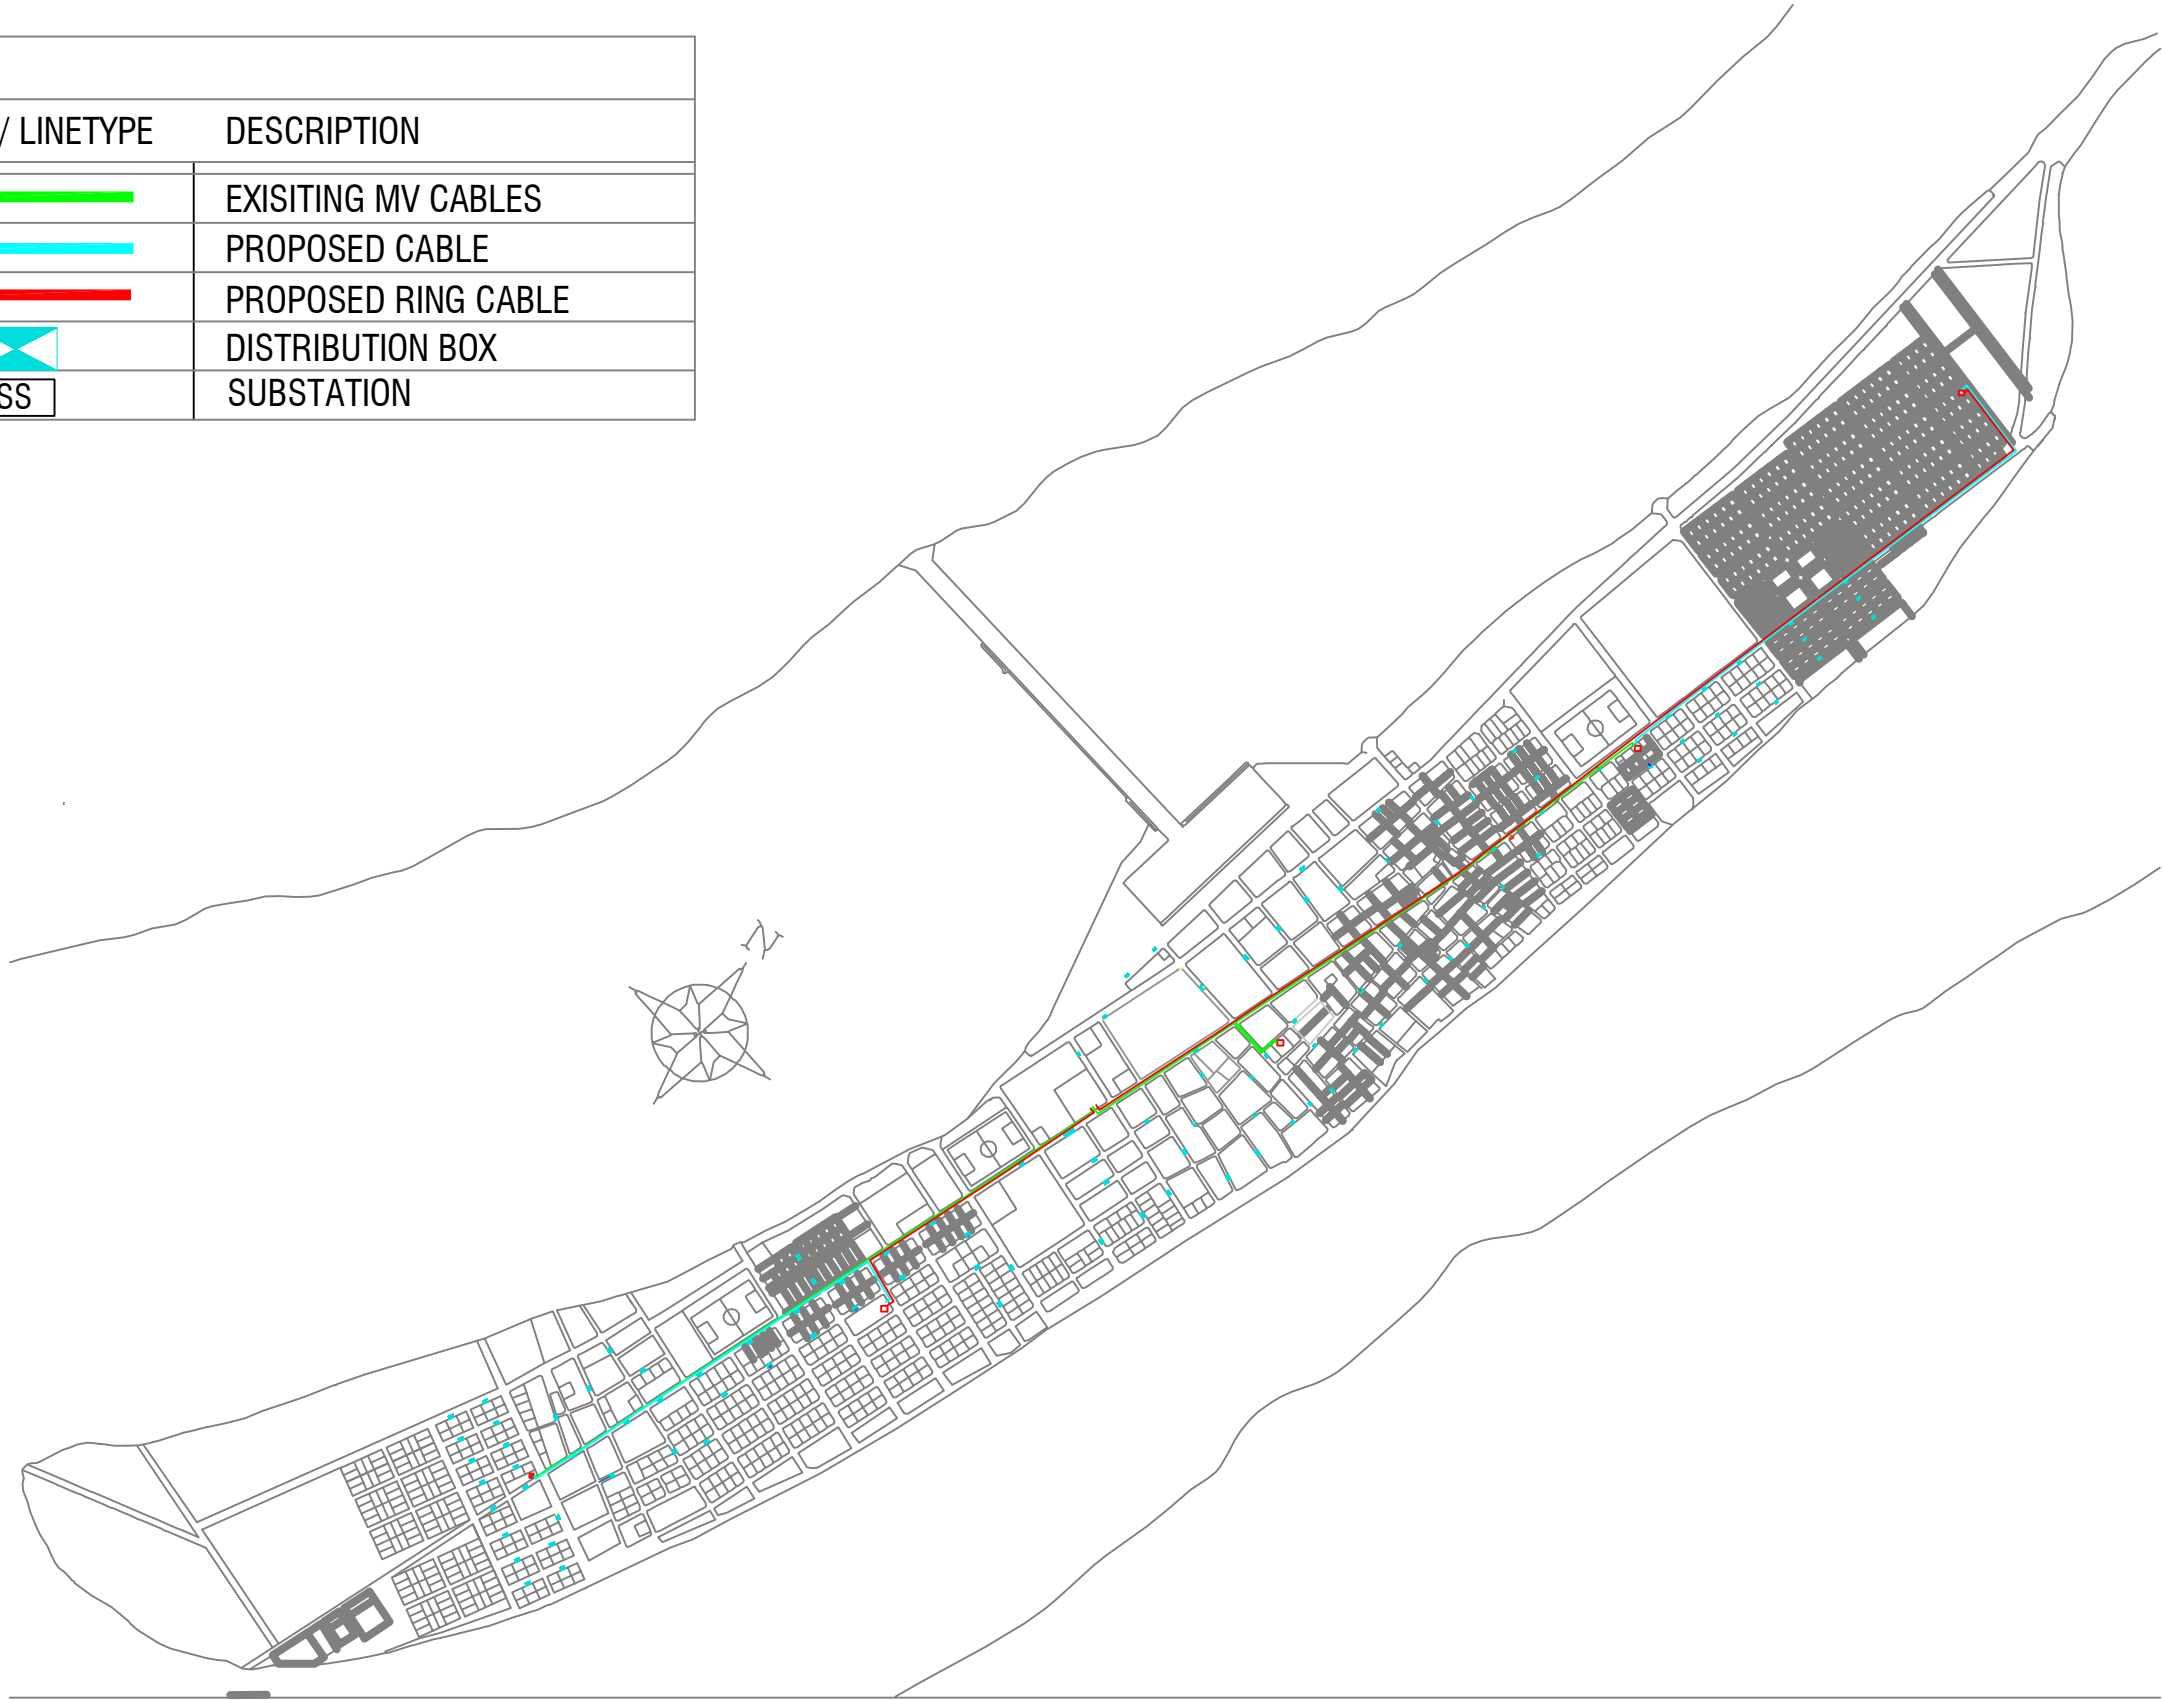 / LINETYPE DESCRIPTION
EXISITING MV CABLES
PROPOSED CABLE
PROPOSED RING CABLE
DISTRIBUTION BOX
SS SUBSTATION
N